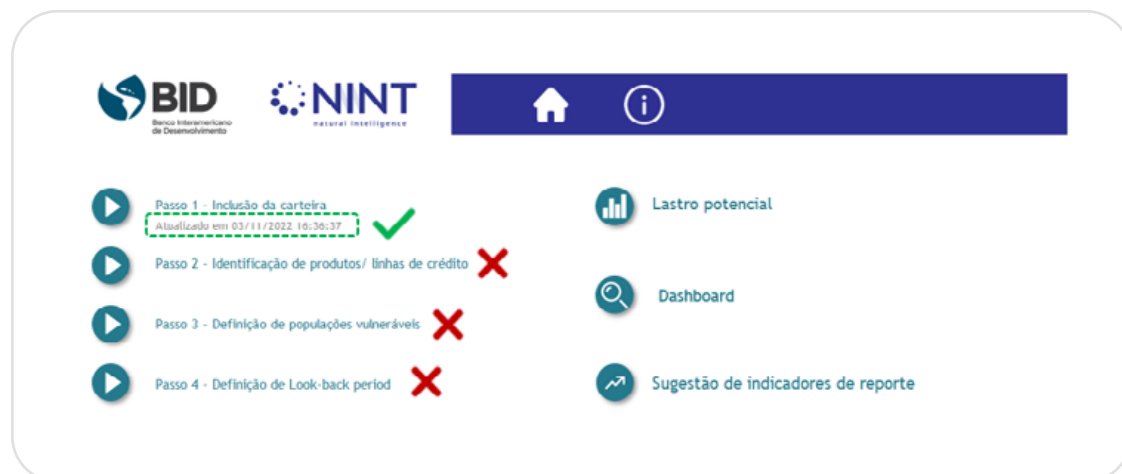 BID
Banco Interamericano
de Desenvolvimento
NINT
natural intelligence
Passo 1 - Inclusão da carteira
Atualizado em 03/11/2022 16:36:37
Passo 2 - Identificação de produtos/ linhas de crédito
Passo 3 - Definição de populações vulneráveis
Passo 4 - Definição de Look-back period
Lastro potencial
Dashboard
Sugestão de indicadores de reporte